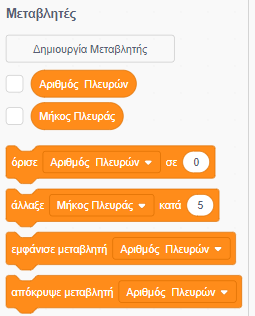 Μεταβλητές
Δημιουργία Μεταβλητής
Αριθμός Πλευρών
Μήκος Πλευράς
όρισε Αριθμός Πλευρών σε 0
άλλαξε Μήκος Πλευράς κατά 5
εμφάνισε μεταβλητή Αριθμός Πλευρών
απόκρυψε μεταβλητή Αριθμός Πλευρών